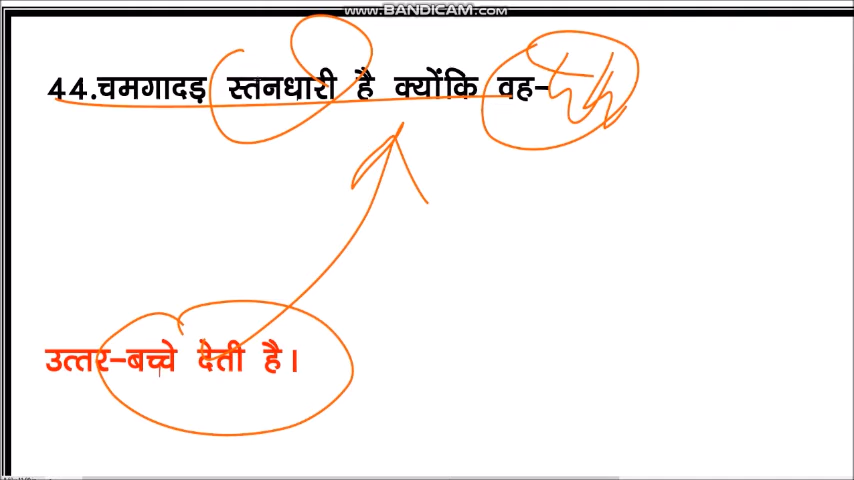 www.BANDICAM.com
44.चमगादड़ स्तनधारी है क्योंकि वह-
उत्तर-बच्चे देती है।